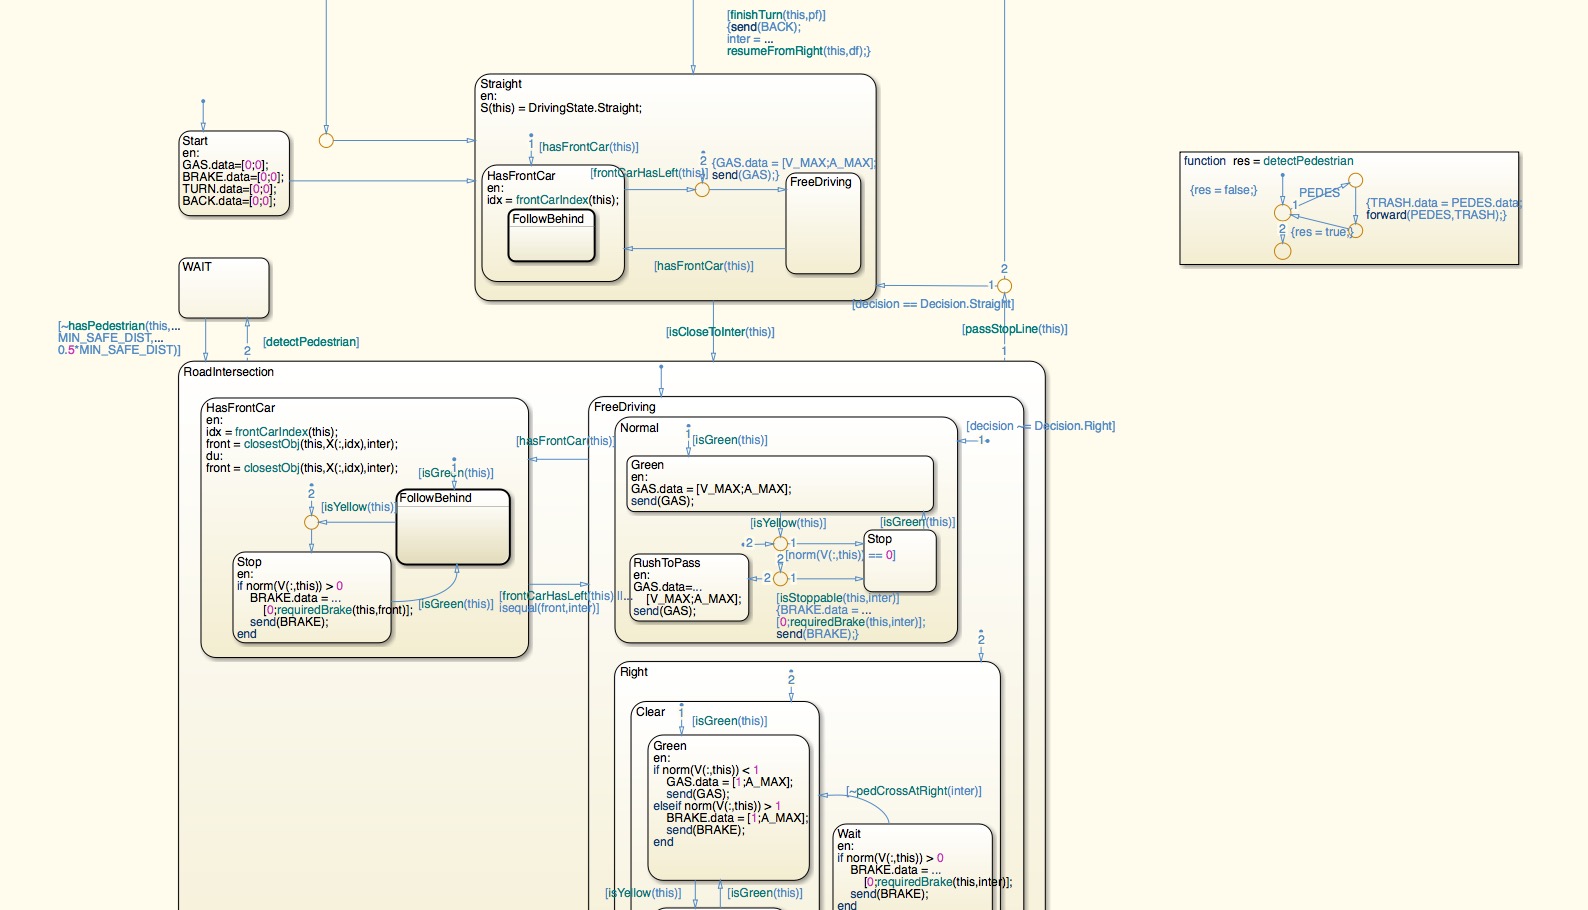 [finishTurn(this,pf)]
{send(BACK);
inter = ...
resumeFromRight(this,df);}
Straight
en:
S(this) = DrivingState.Straight;
1
[hasFrontCar(this)]
HasFrontCar
en:
idx = frontCarIndex(this);
FollowBehind
[frontCarHasLeft(this)]
2
{GAS.data = [V_MAX;A_MAX];
send(GAS);}
FreeDriving
[hasFrontCar(this)]
Start
en:
GAS.data=[0;0];
BRAKE.data=[0;0];
TURN.data=[0;0];
BACK.data=[0;0];
function res = detectPedestrian
{res = false;}
PEDES
1
{TRASH.data = PEDES.data;
forward(PEDES,TRASH);}
2
{res = true;}
WAIT
[~hasPedestrian(this,...
MIN_SAFE_DIST,...
0.5*MIN_SAFE_DIST)]
2
[detectPedestrian]
[isCloseToInter(this)]
2
1
[decision == Decision.Straight]
[passStopLine(this)]
1
RoadIntersection
HasFrontCar
en:
idx = frontCarIndex(this);
front = closestObj(this,X(:,idx),inter);
du:
front = closestObj(this,X(:,idx),inter);
1
[isGreen(this)]
2
[isYellow(this)]
FollowBehind
Stop
en:
if norm(V(:,this)) > 0
BRAKE.data = ...
[0;requiredBrake(this,front)];
send(BRAKE);
end
[isGreen(this)]
[hasFrontCar(this)]
[frontCarHasLeft(this) ||...
isequal(front,inter)]
FreeDriving
Normal
1
[isGreen(this)]
[decision ~= Decision.Right]
1
Green
en:
GAS.data = [V_MAX;A_MAX];
send(GAS);
[isYellow(this)]
[isGreen(this)]
2
1
Stop
2
[norm(V(:,this)) == 0]
RushToPass
en:
GAS.data=...
[V_MAX;A_MAX];
send(GAS);
2
1
[isStoppable(this,inter)]
{BRAKE.data = ...
[0;requiredBrake(this,inter)];
send(BRAKE);}
2
Right
2
Clear
1
[isGreen(this)]
Green
en:
if norm(V(:,this)) < 1
GAS.data = [1;A_MAX];
send(GAS);
elseif norm(V(:,this)) > 1
BRAKE.data = [1;A_MAX];
send(BRAKE);
end
[~pedCrossAtRight(inter)]
Wait
en:
if norm(V(:,this)) > 0
BRAKE.data = ...
[0;requiredBrake(this,inter)];
send(BRAKE);
end
[isYellow(this)]
[isGreen(this)]